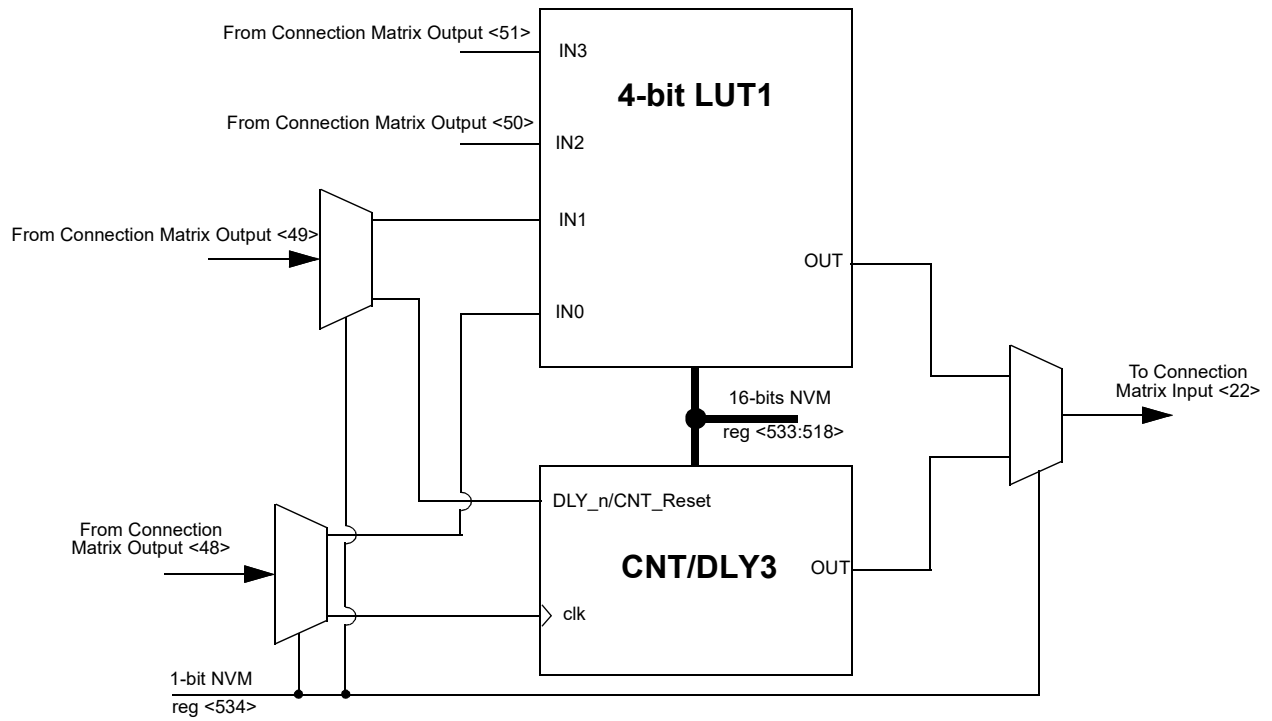 From Connection Matrix Output <51>
IN3
4-bit LUT1
From Connection Matrix Output <50>
IN2
IN1
From Connection Matrix Output <49>
OUT
IN0
To Connection
Matrix Input <22>
16-bits NVM
reg <533:518>
DLY_n/CNT_Reset
From Connection
Matrix Output <48>
CNT/DLY3
OUT
clk
1-bit NVM
reg <534>